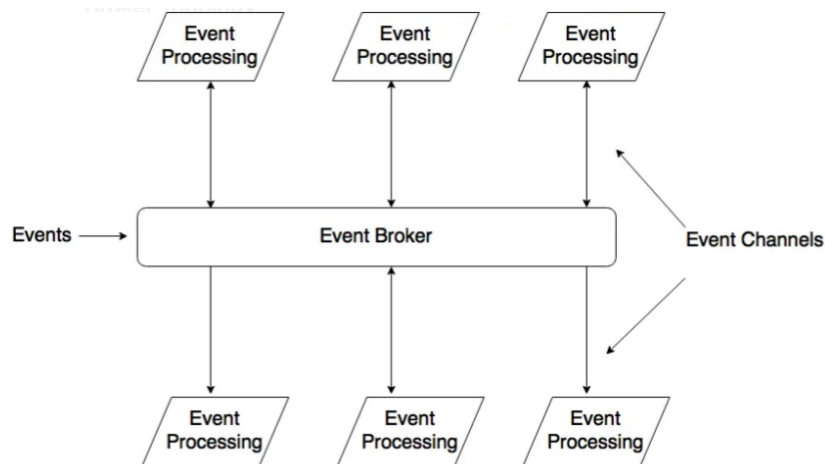 Event
Processing
Event
Processing
Event
Processing
Events
Event Broker
Event Channels
Event
Processing
Event
Processing
Event
Processing